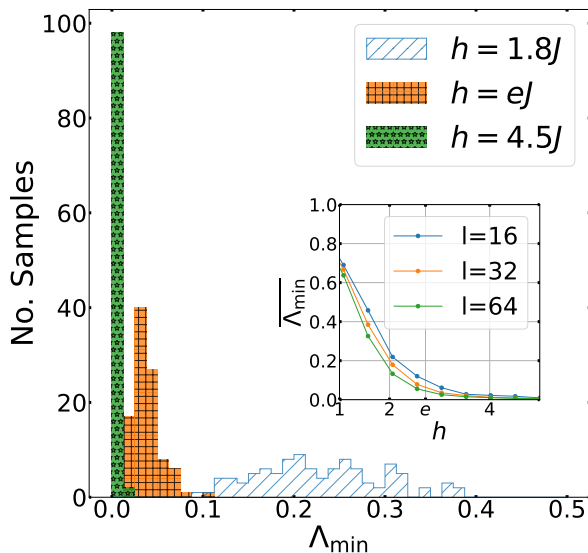 100
80
60
40
20
0
No. Samples
h = 1.8J
h = eJ
h = 4.5J
1.0
0.8
0.6
0.4
0.2
0.0
Λ̅min
l=16
l=32
l=64
1 2 e 4
h
0.0 0.1 0.2 0.3 0.4 0.5
Λmin